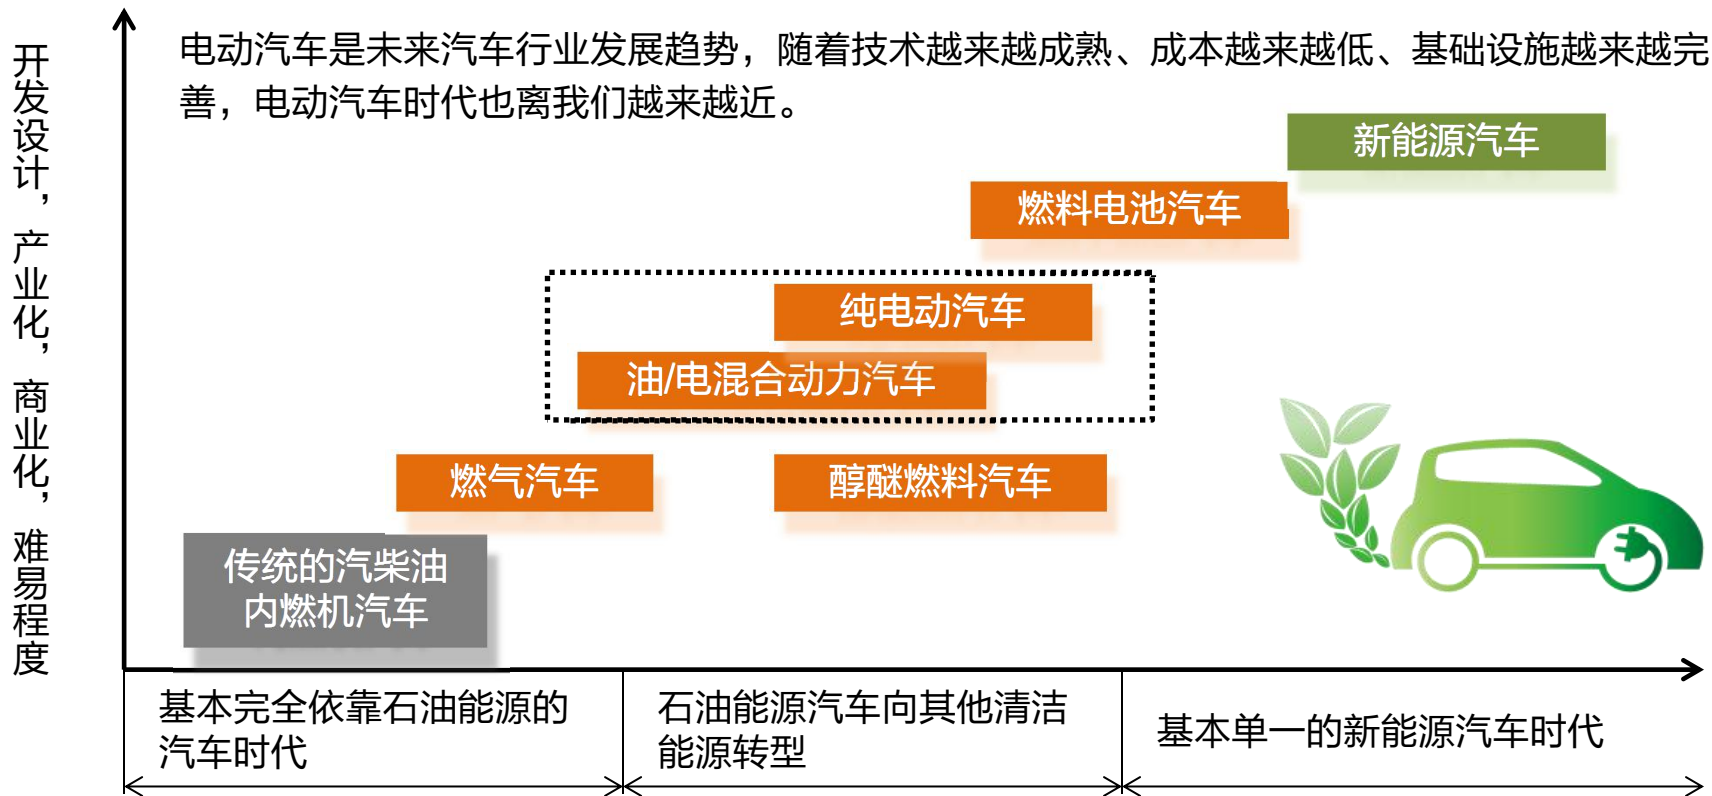 开发设计，产业化，商业化，难易程度
电动汽车是未来汽车行业发展趋势，随着技术越来越成熟、成本越来越低、基础设施越来越完
善，电动汽车时代也离我们越来越近。
新能源汽车
燃料电池汽车
纯电动汽车
油/电混合动力汽车
燃气汽车
醇醚燃料汽车
传统的汽柴油
内燃机汽车
基本完全依靠石油能源的
汽车时代
石油能源汽车向其他清洁
能源转型
基本单一的新能源汽车时代